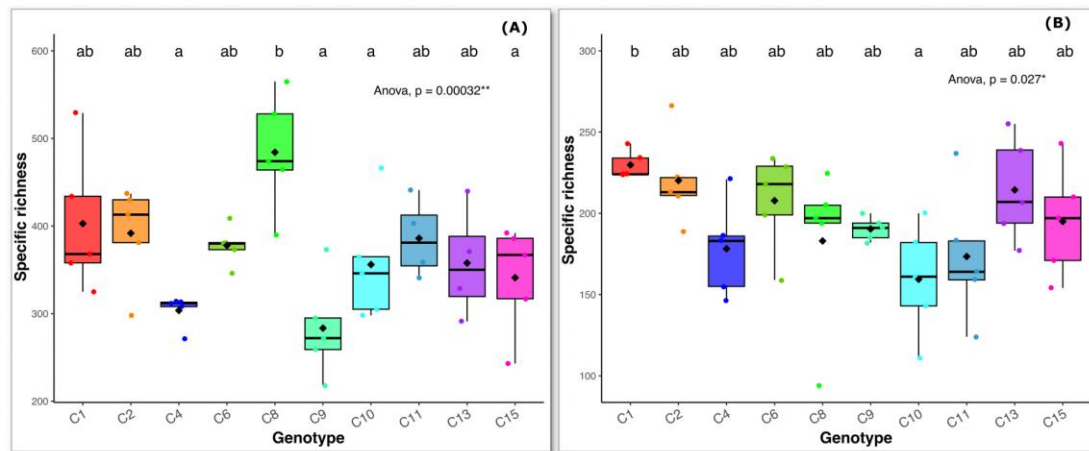 (A)
600
ab ab a ab b a a ab ab a
Anova, p = 0.00032**
500
400
300
200
Specific richness
C1 C2 C4 C6 C8 C9 C10 C11 C13 C15
Genotype
(B)
300
b ab ab ab ab ab a ab ab ab
Anova, p = 0.027*
250
200
150
100
Specific richness
C1 C2 C4 C6 C8 C9 C10 C11 C13 C15
Genotype